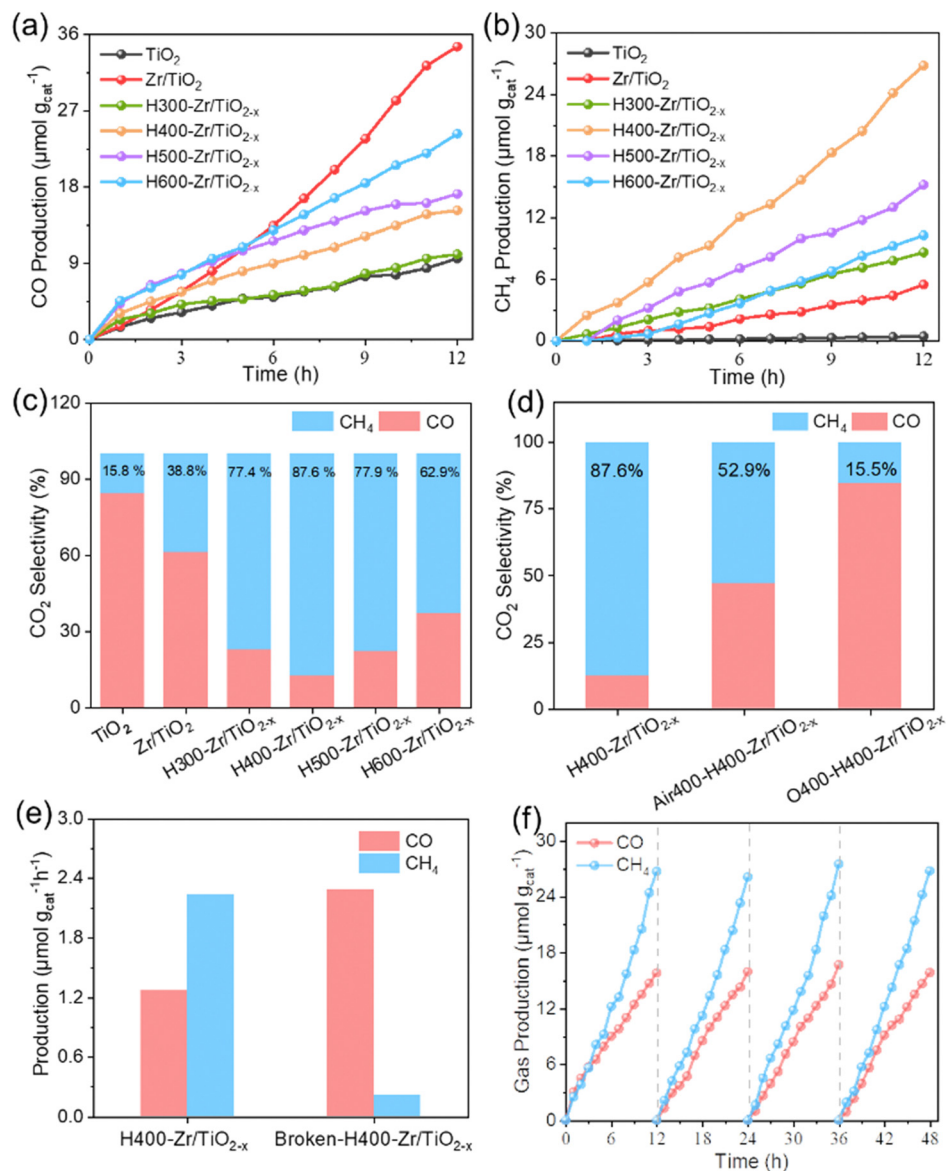 (a)
CO Production (μmol g_cat^-1)
36
27
18
9
0
TiO₂
Zr/TiO₂
H300-Zr/TiO₂₋ₓ
H400-Zr/TiO₂₋ₓ
H500-Zr/TiO₂₋ₓ
H600-Zr/TiO₂₋ₓ
0 3 6 9 12
Time (h)
(b)
CH₄ Production (μmol g_cat^-1)
30
24
18
12
6
0
TiO₂
Zr/TiO₂
H300-Zr/TiO₂₋ₓ
H400-Zr/TiO₂₋ₓ
H500-Zr/TiO₂₋ₓ
H600-Zr/TiO₂₋ₓ
0 3 6 9 12
Time (h)
(c)
CO₂ Selectivity (%)
120
90
60
30
0
CH₄ CO
15.8 % 38.8% 77.4 % 87.6 % 77.9 % 62.9%
TiO₂
Zr/TiO₂
H300-Zr/TiO₂₋ₓ
H400-Zr/TiO₂₋ₓ
H500-Zr/TiO₂₋ₓ
H600-Zr/TiO₂₋ₓ
(d)
CO₂ Selectivity (%)
100
75
50
25
0
CH₄ CO
87.6% 52.9% 15.5%
H400-Zr/TiO₂₋ₓ
Air400-H400-Zr/TiO₂₋ₓ
O400-H400-Zr/TiO₂₋ₓ
(e)
Production (μmol g_cat^-1 h^-1)
3.0
2.4
1.8
1.2
0.6
0.0
CO
CH₄
H400-Zr/TiO₂₋ₓ Broken-H400-Zr/TiO₂₋ₓ
(f)
Gas Production (μmol g_cat^-1)
30
24
18
12
6
0
CO
CH₄
0 6 12 18 24 30 36 42 48
Time (h)